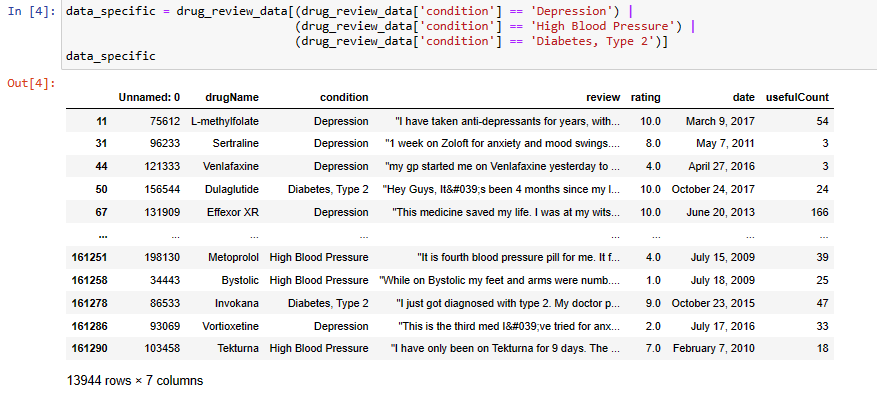 In [4]: data_specific = drug_review_data[(drug_review_data['condition'] == 'Depression') |
(drug_review_data['condition'] == 'High Blood Pressure') |
(drug_review_data['condition'] == 'Diabetes, Type 2')]
data_specific
Out[4]:
Unnamed: 0 drugName condition review rating date usefulCount
11 75612 L-methylfolate Depression "I have taken anti-depressants for years, with... 10.0 March 9, 2017 54
31 96233 Sertraline Depression "1 week on Zoloft for anxiety and mood swings.... 8.0 May 7, 2011 3
44 121333 Venlafaxine Depression "my gp started me on Venlafaxine yesterday to ... 4.0 April 27, 2016 3
50 156544 Dulaglutide Diabetes, Type 2 "Hey Guys, It&#039;s been 4 months since my l... 10.0 October 24, 2017 24
67 131909 Effexor XR Depression "This medicine saved my life. I was at my wits... 10.0 June 20, 2013 166
... ... ... ... ... ... ... ...
161251 198130 Metoprolol High Blood Pressure "It is fourth blood pressure pill for me. It f... 4.0 July 15, 2009 39
161258 34443 Bystolic High Blood Pressure "While on Bystolic my feet and arms were numb.... 1.0 July 18, 2009 25
161278 86533 Invokana Diabetes, Type 2 "I just got diagnosed with type 2. My doctor p... 9.0 October 23, 2015 47
161286 93069 Vortioxetine Depression "This is the third med I&#039;ve tried for anx... 2.0 July 17, 2016 33
161290 103458 Tekturna High Blood Pressure "I have only been on Tekturna for 9 days. The ... 7.0 February 7, 2010 18
13944 rows × 7 columns